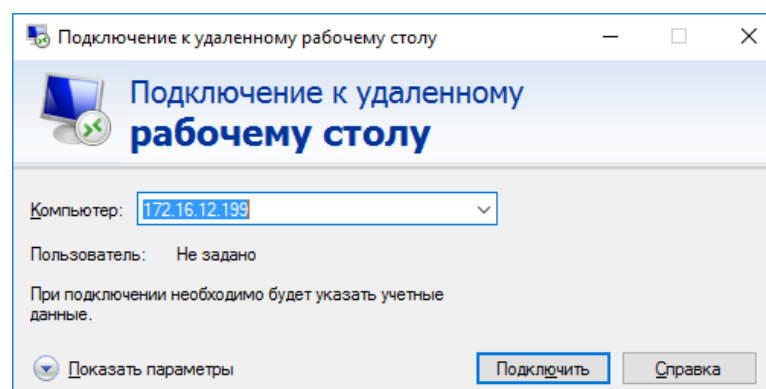 Подключение к удаленному рабочему столу
Подключение к удаленному
рабочему столу
Компьютер: 172.16.12.199
Пользователь: Не задано
При подключении необходимо будет указать учетные
данные.
Показать параметры Подключить Справка